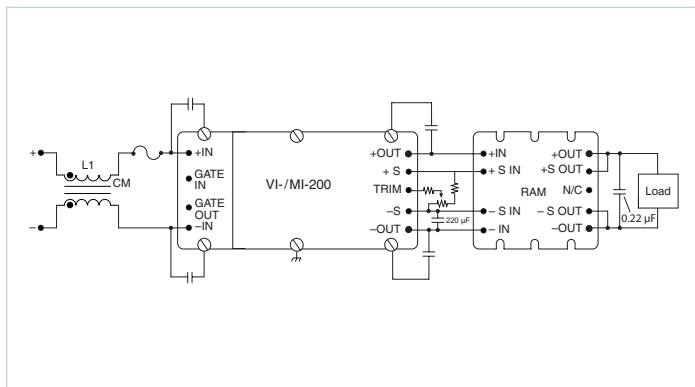 L1
CM
+
–
+IN
GATE
IN
GATE
OUT
–IN
VI-/MI-200
+OUT
+ S
TRIM
–S
–OUT
220 µF
+IN
+ S IN
– S IN
– IN
RAM
+OUT
+S OUT
N/C
– S OUT
–OUT
0.22 µF
Load